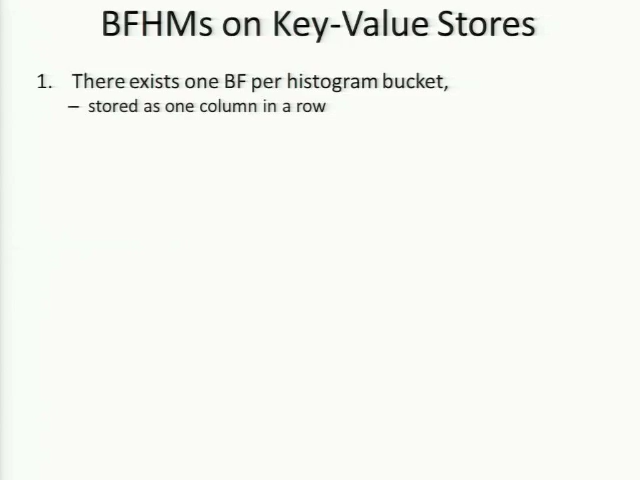 BFHMs on Key-Value Stores
1. There exists one BF per histogram bucket,
– stored as one column in a row